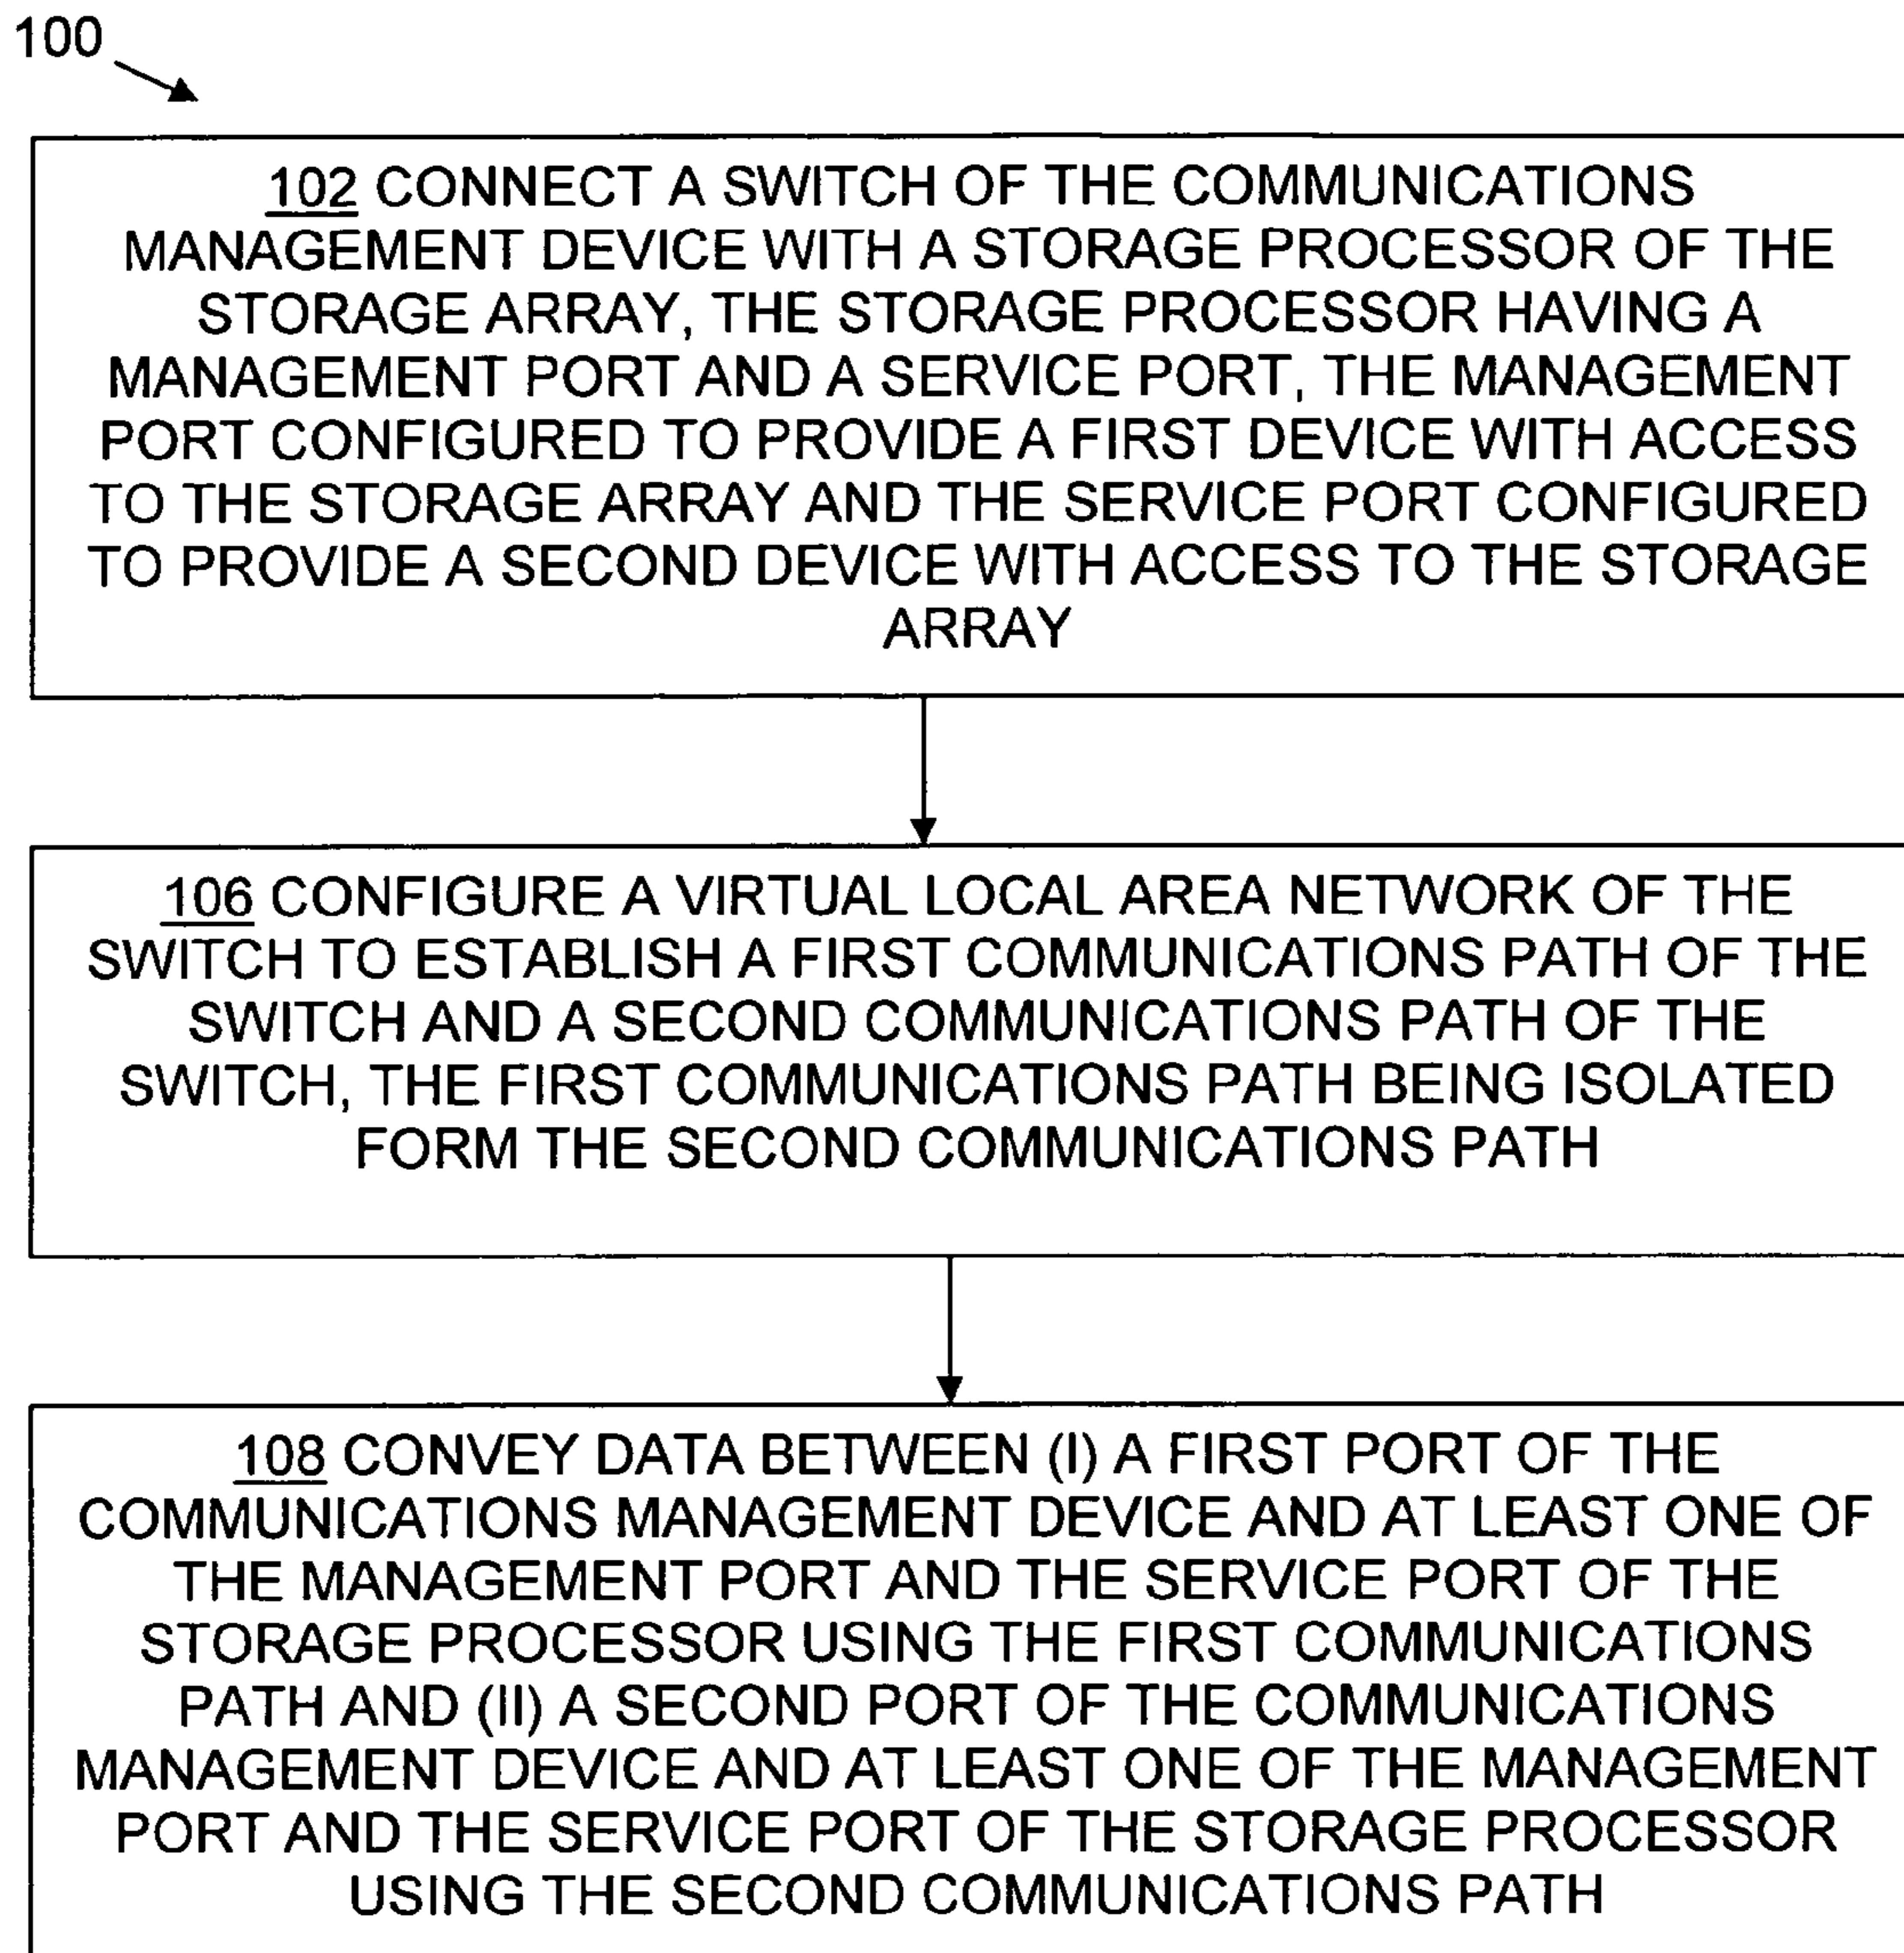 100
102 CONNECT A SWITCH OF THE COMMUNICATIONS
MANAGEMENT DEVICE WITH A STORAGE PROCESSOR OF THE
STORAGE ARRAY, THE STORAGE PROCESSOR HAVING A
MANAGEMENT PORT AND A SERVICE PORT, THE MANAGEMENT
PORT CONFIGURED TO PROVIDE A FIRST DEVICE WITH ACCESS
TO THE STORAGE ARRAY AND THE SERVICE PORT CONFIGURED
TO PROVIDE A SECOND DEVICE WITH ACCESS TO THE STORAGE
ARRAY
106 CONFIGURE A VIRTUAL LOCAL AREA NETWORK OF THE
SWITCH TO ESTABLISH A FIRST COMMUNICATIONS PATH OF THE
SWITCH AND A SECOND COMMUNICATIONS PATH OF THE
SWITCH, THE FIRST COMMUNICATIONS PATH BEING ISOLATED
FORM THE SECOND COMMUNICATIONS PATH
108 CONVEY DATA BETWEEN (I) A FIRST PORT OF THE
COMMUNICATIONS MANAGEMENT DEVICE AND AT LEAST ONE OF
THE MANAGEMENT PORT AND THE SERVICE PORT OF THE
STORAGE PROCESSOR USING THE FIRST COMMUNICATIONS
PATH AND (II) A SECOND PORT OF THE COMMUNICATIONS
MANAGEMENT DEVICE AND AT LEAST ONE OF THE MANAGEMENT
PORT AND THE SERVICE PORT OF THE STORAGE PROCESSOR
USING THE SECOND COMMUNICATIONS PATH